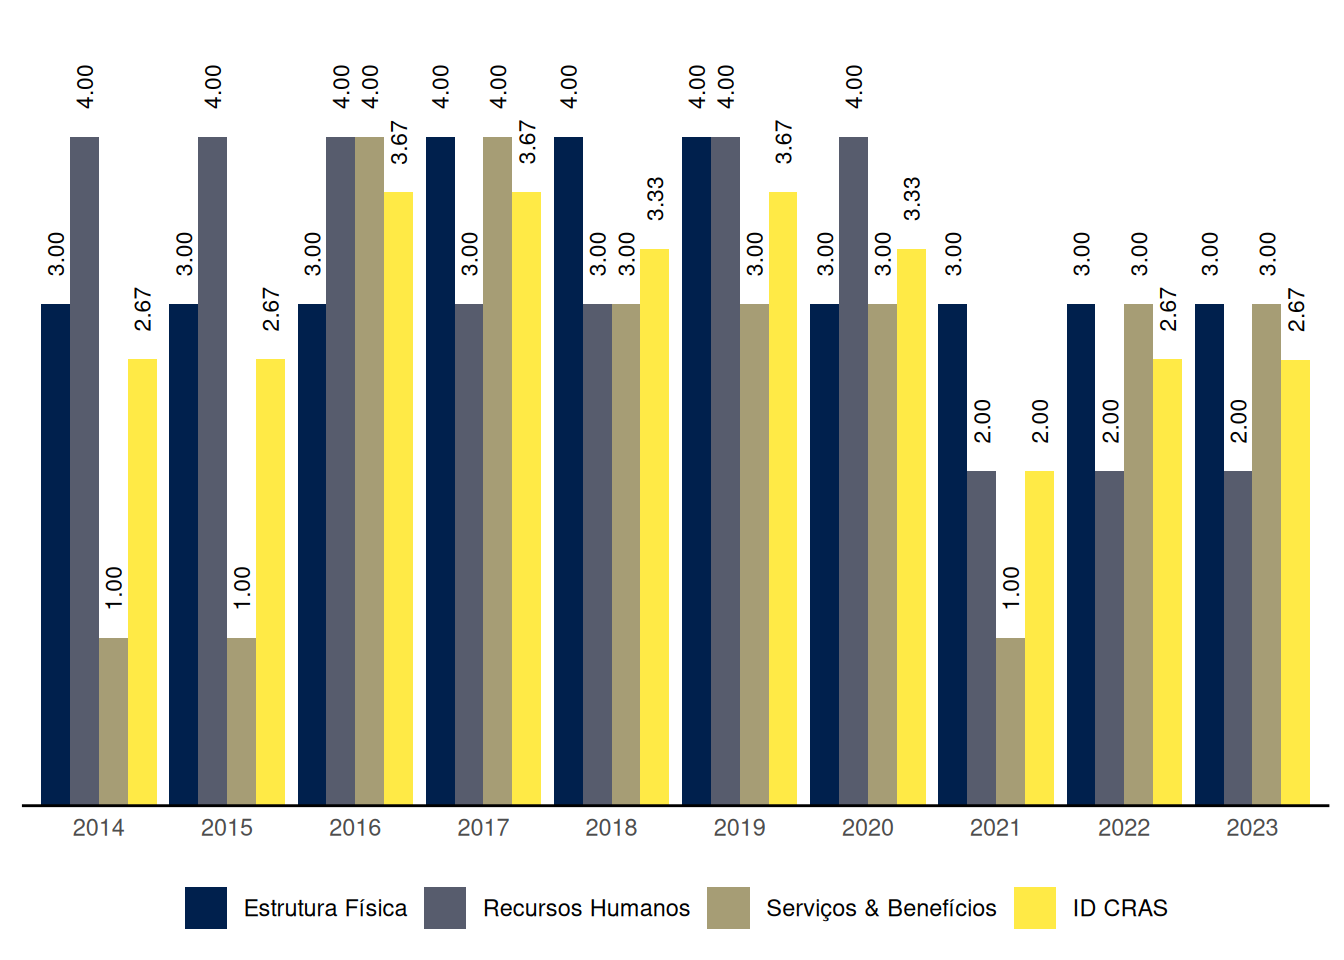 3.00 4.00 1.00 2.67
3.00 4.00 1.00 2.67
3.00 4.00 4.00 3.67
4.00 3.00 4.00 3.67
4.00 3.00 3.00 3.33
4.00 4.00 3.00 3.67
3.00 4.00 3.00 3.33
3.00 2.00 1.00 2.00
3.00 2.00 3.00 2.67
3.00 2.00 3.00 2.67
2014 2015 2016 2017 2018 2019 2020 2021 2022 2023
Estrutura Física Recursos Humanos Serviços & Benefícios ID CRAS